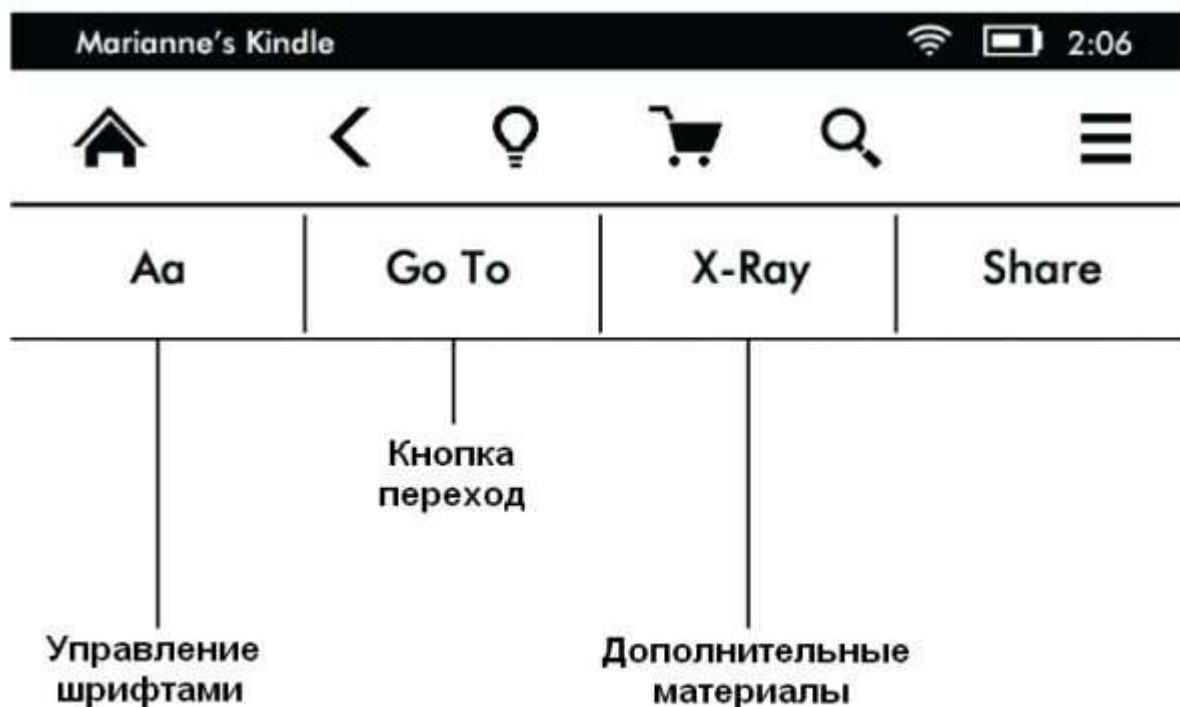 Marianne's Kindle 2:06
Aa Go To X-Ray Share
Кнопка
переход
Управление
шрифтами
Дополнительные
материалы